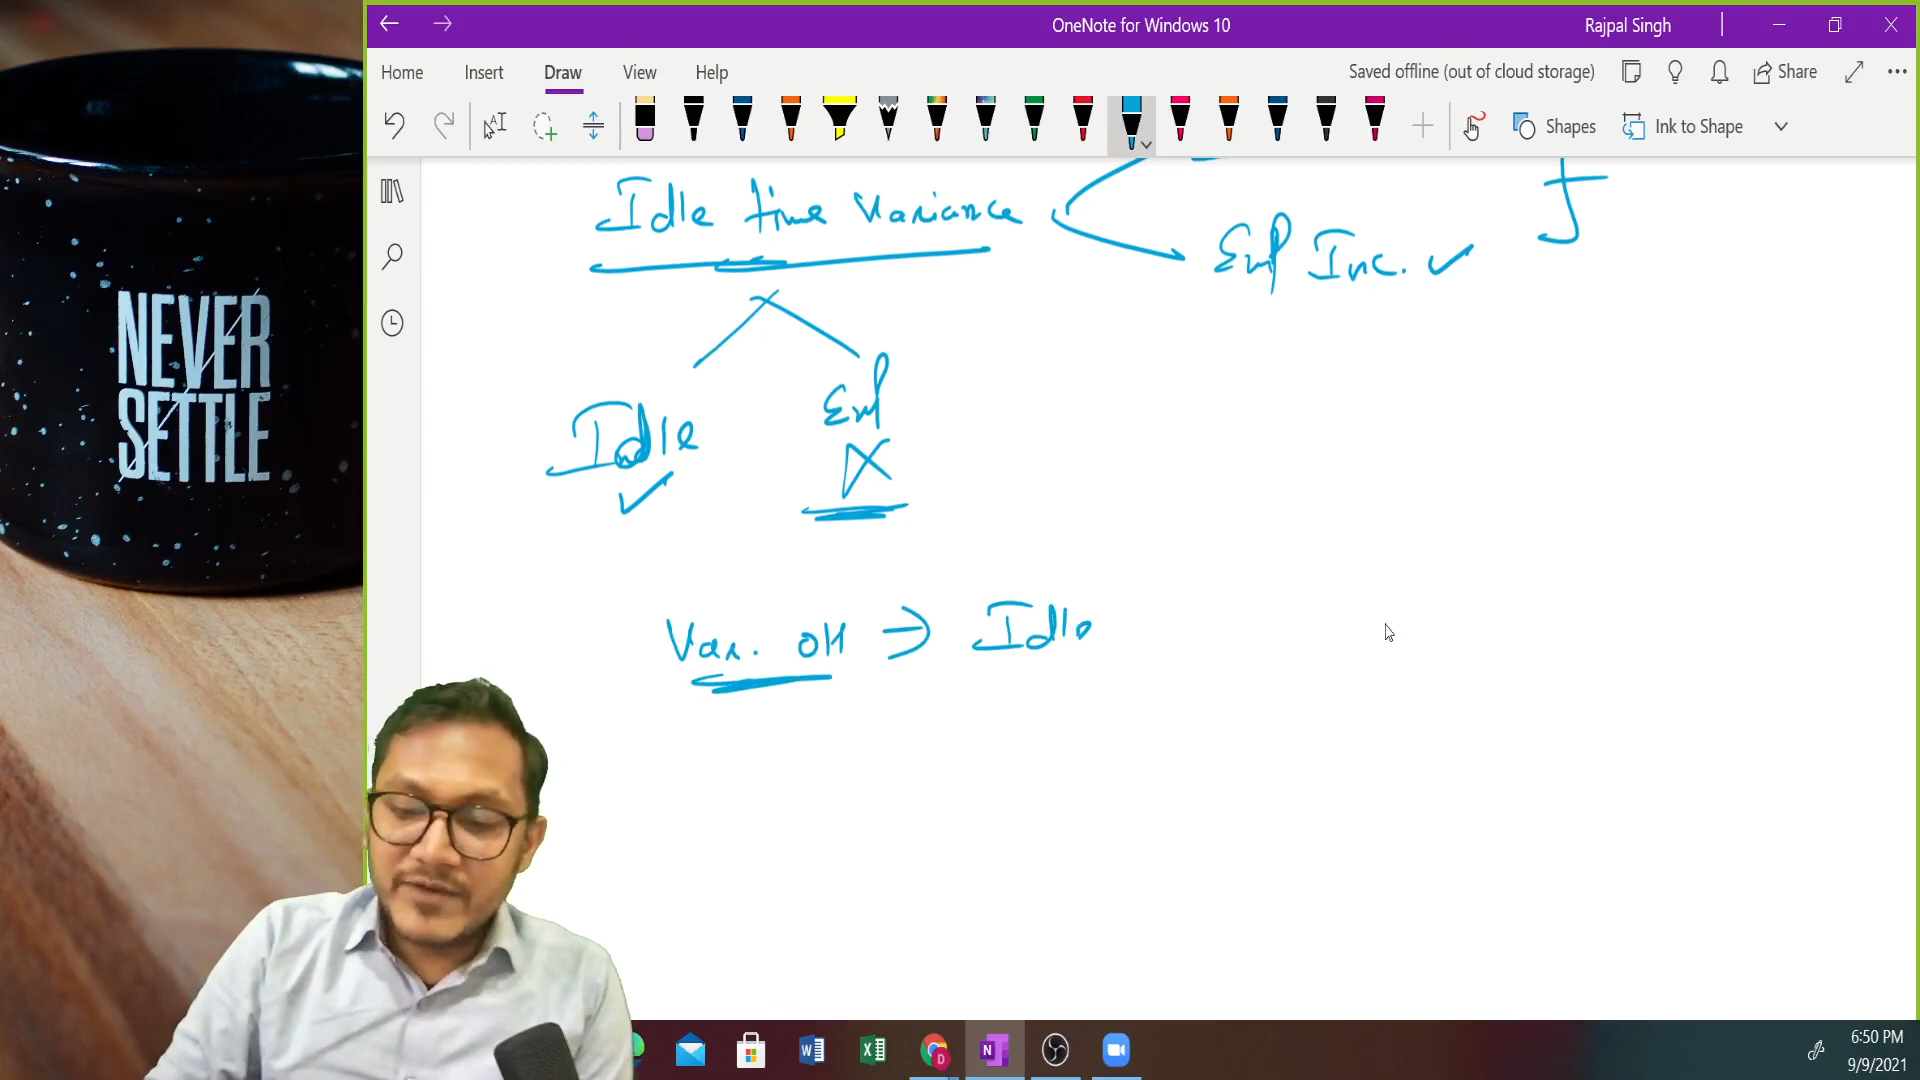 OneNote for Windows 10
Rajpal Singh
Home Insert Draw View Help
Saved offline (out of cloud storage)
Share
Shapes
Ink to Shape
Idle time Variance
Inc.
Idle
Var. OH → Idle
NEVER
SETTLE
6:50 PM
9/9/2021